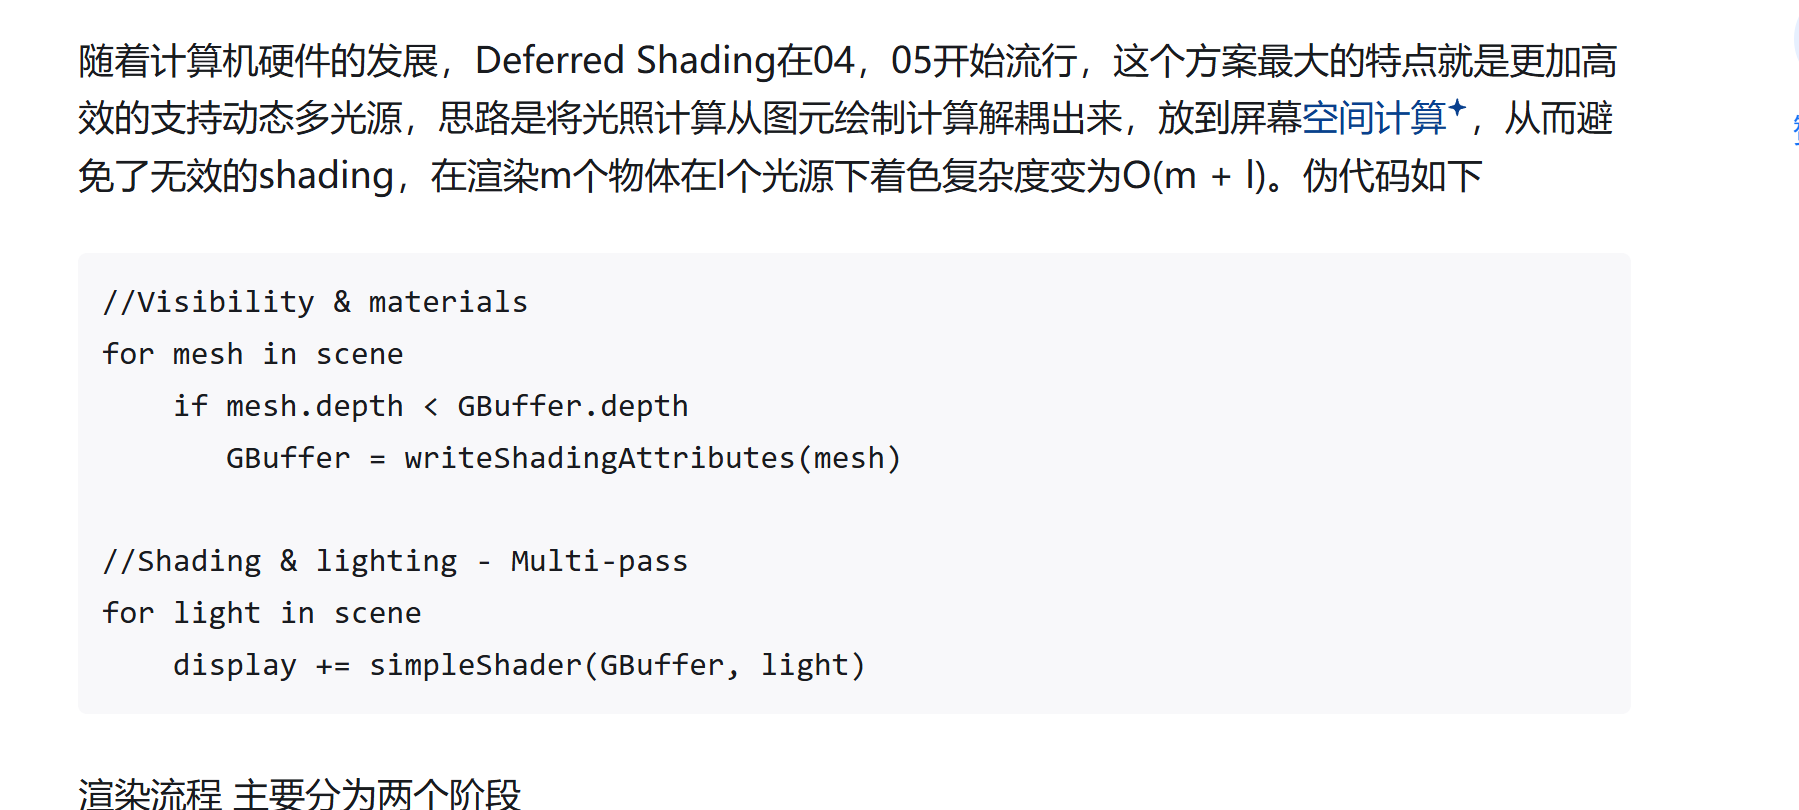 随着计算机硬件的发展，Deferred Shading在04，05开始流行，这个方案最大的特点就是更加高
效的支持动态多光源，思路是将光照计算从图元绘制计算解耦出来，放到屏幕空间计算，从而避
免了无效的shading，在渲染m个物体在l个光源下着色复杂度变为O(m + l)。伪代码如下
//Visibility & materials
for mesh in scene
    if mesh.depth < GBuffer.depth
       GBuffer = writeShadingAttributes(mesh)
//Shading & lighting - Multi-pass
for light in scene
    display += simpleShader(GBuffer, light)
渲染流程 主要分为两个阶段